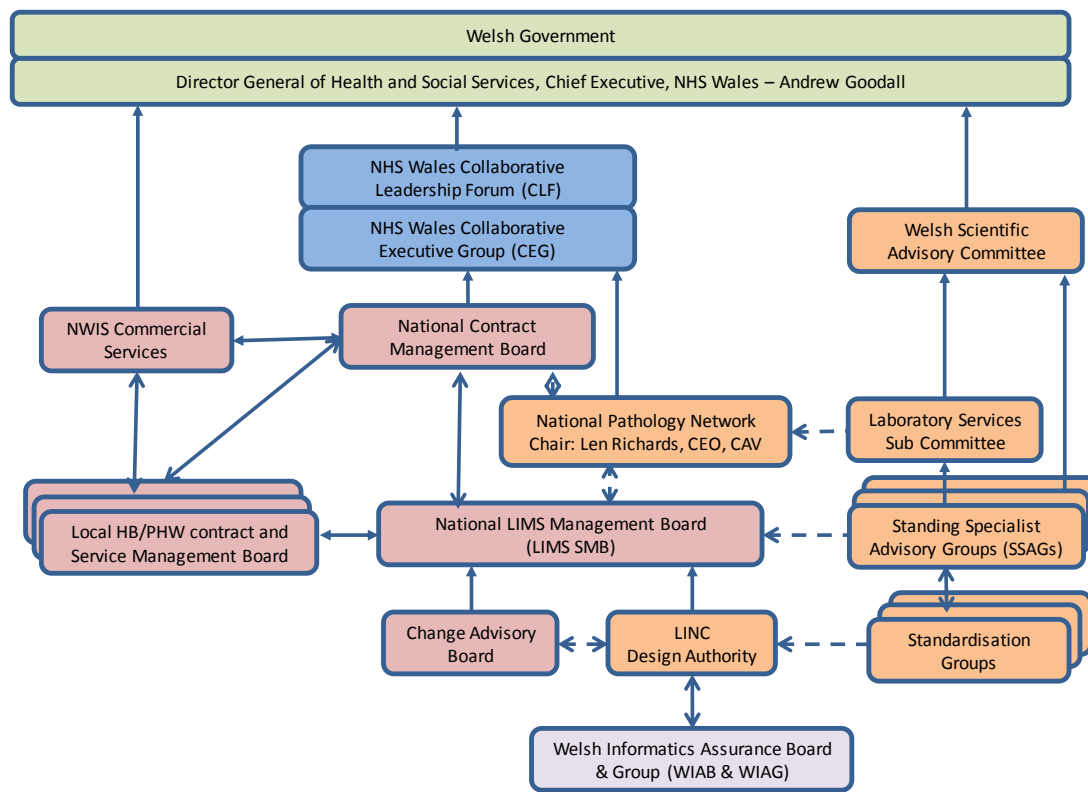 Welsh Government
Director General of Health and Social Services, Chief Executive, NHS Wales – Andrew Goodall
NHS Wales Collaborative
Leadership Forum (CLF)
NHS Wales Collaborative
Executive Group (CEG)
Welsh Scientific
Advisory Committee
NWIS Commercial
Services
National Contract
Management Board
National Pathology Network
Chair: Len Richards, CEO, CAV
Laboratory Services
Sub Committee
Local HB/PHW contract and
Service Management Board
National LIMS Management Board
(LIMS SMB)
Standing Specialist
Advisory Groups (SSAGs)
Change Advisory
Board
LINC
Design Authority
Standardisation
Groups
Welsh Informatics Assurance Board
& Group (WIAB & WIAG)